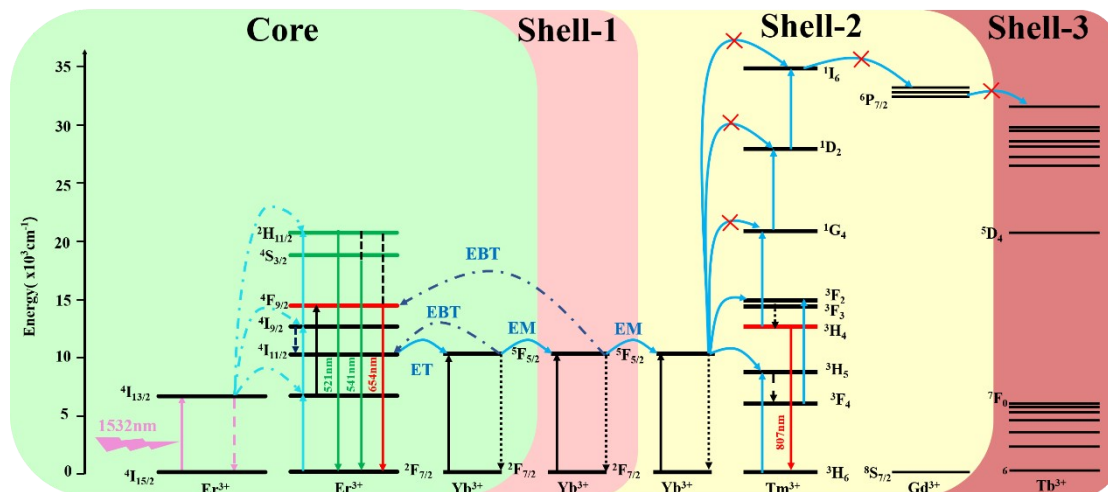 Core
Shell-1
Shell-2
Shell-3
Energy( x10³ cm⁻¹)
35
30
25
20
15
10
5
0
1532nm
⁴I₁₃/₂
⁴I₁₅/₂
Er³⁺
²H₁₁/₂
⁴S₃/₂
⁴F₉/₂
⁴I₉/₂
⁴I₁₁/₂
521nm
541nm
654nm
²F₇/₂
Er³⁺
EBT
EBT
ET
EM
EM
⁵F₅/₂
²F₇/₂
Yb³⁺
⁵F₅/₂
²F₇/₂
Yb³⁺
Yb³⁺
¹I₆
¹D₂
¹G₄
³F₂
³F₃
³H₄
³H₅
³F₄
807nm
³H₆
Tm³⁺
⁶P₇/₂
⁸S₇/₂
Gd³⁺
⁵D₄
⁷F₀
6
Tb³⁺